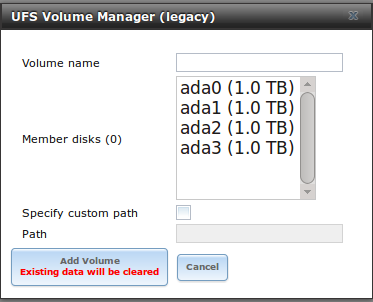 UFS Volume Manager (legacy)
Volume name
ada0 (1.0 TB)
ada1 (1.0 TB)
ada2 (1.0 TB)
ada3 (1.0 TB)
Member disks (0)
Specify custom path
Path
Add Volume
Existing data will be cleared
Cancel